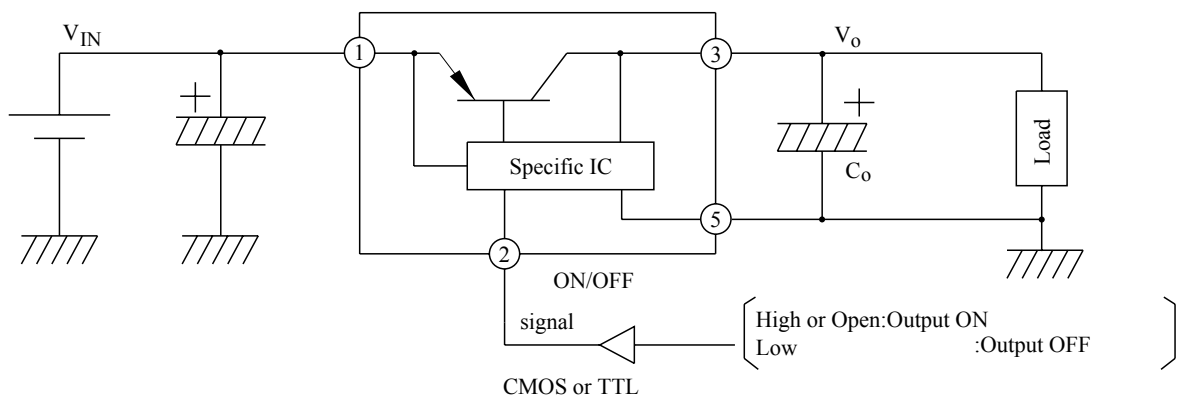 VIN
1
3
Vo
+
+
Specific IC
Co
Load
5
2
ON/OFF
signal
High or Open:Output ON
Low :Output OFF
CMOS or TTL